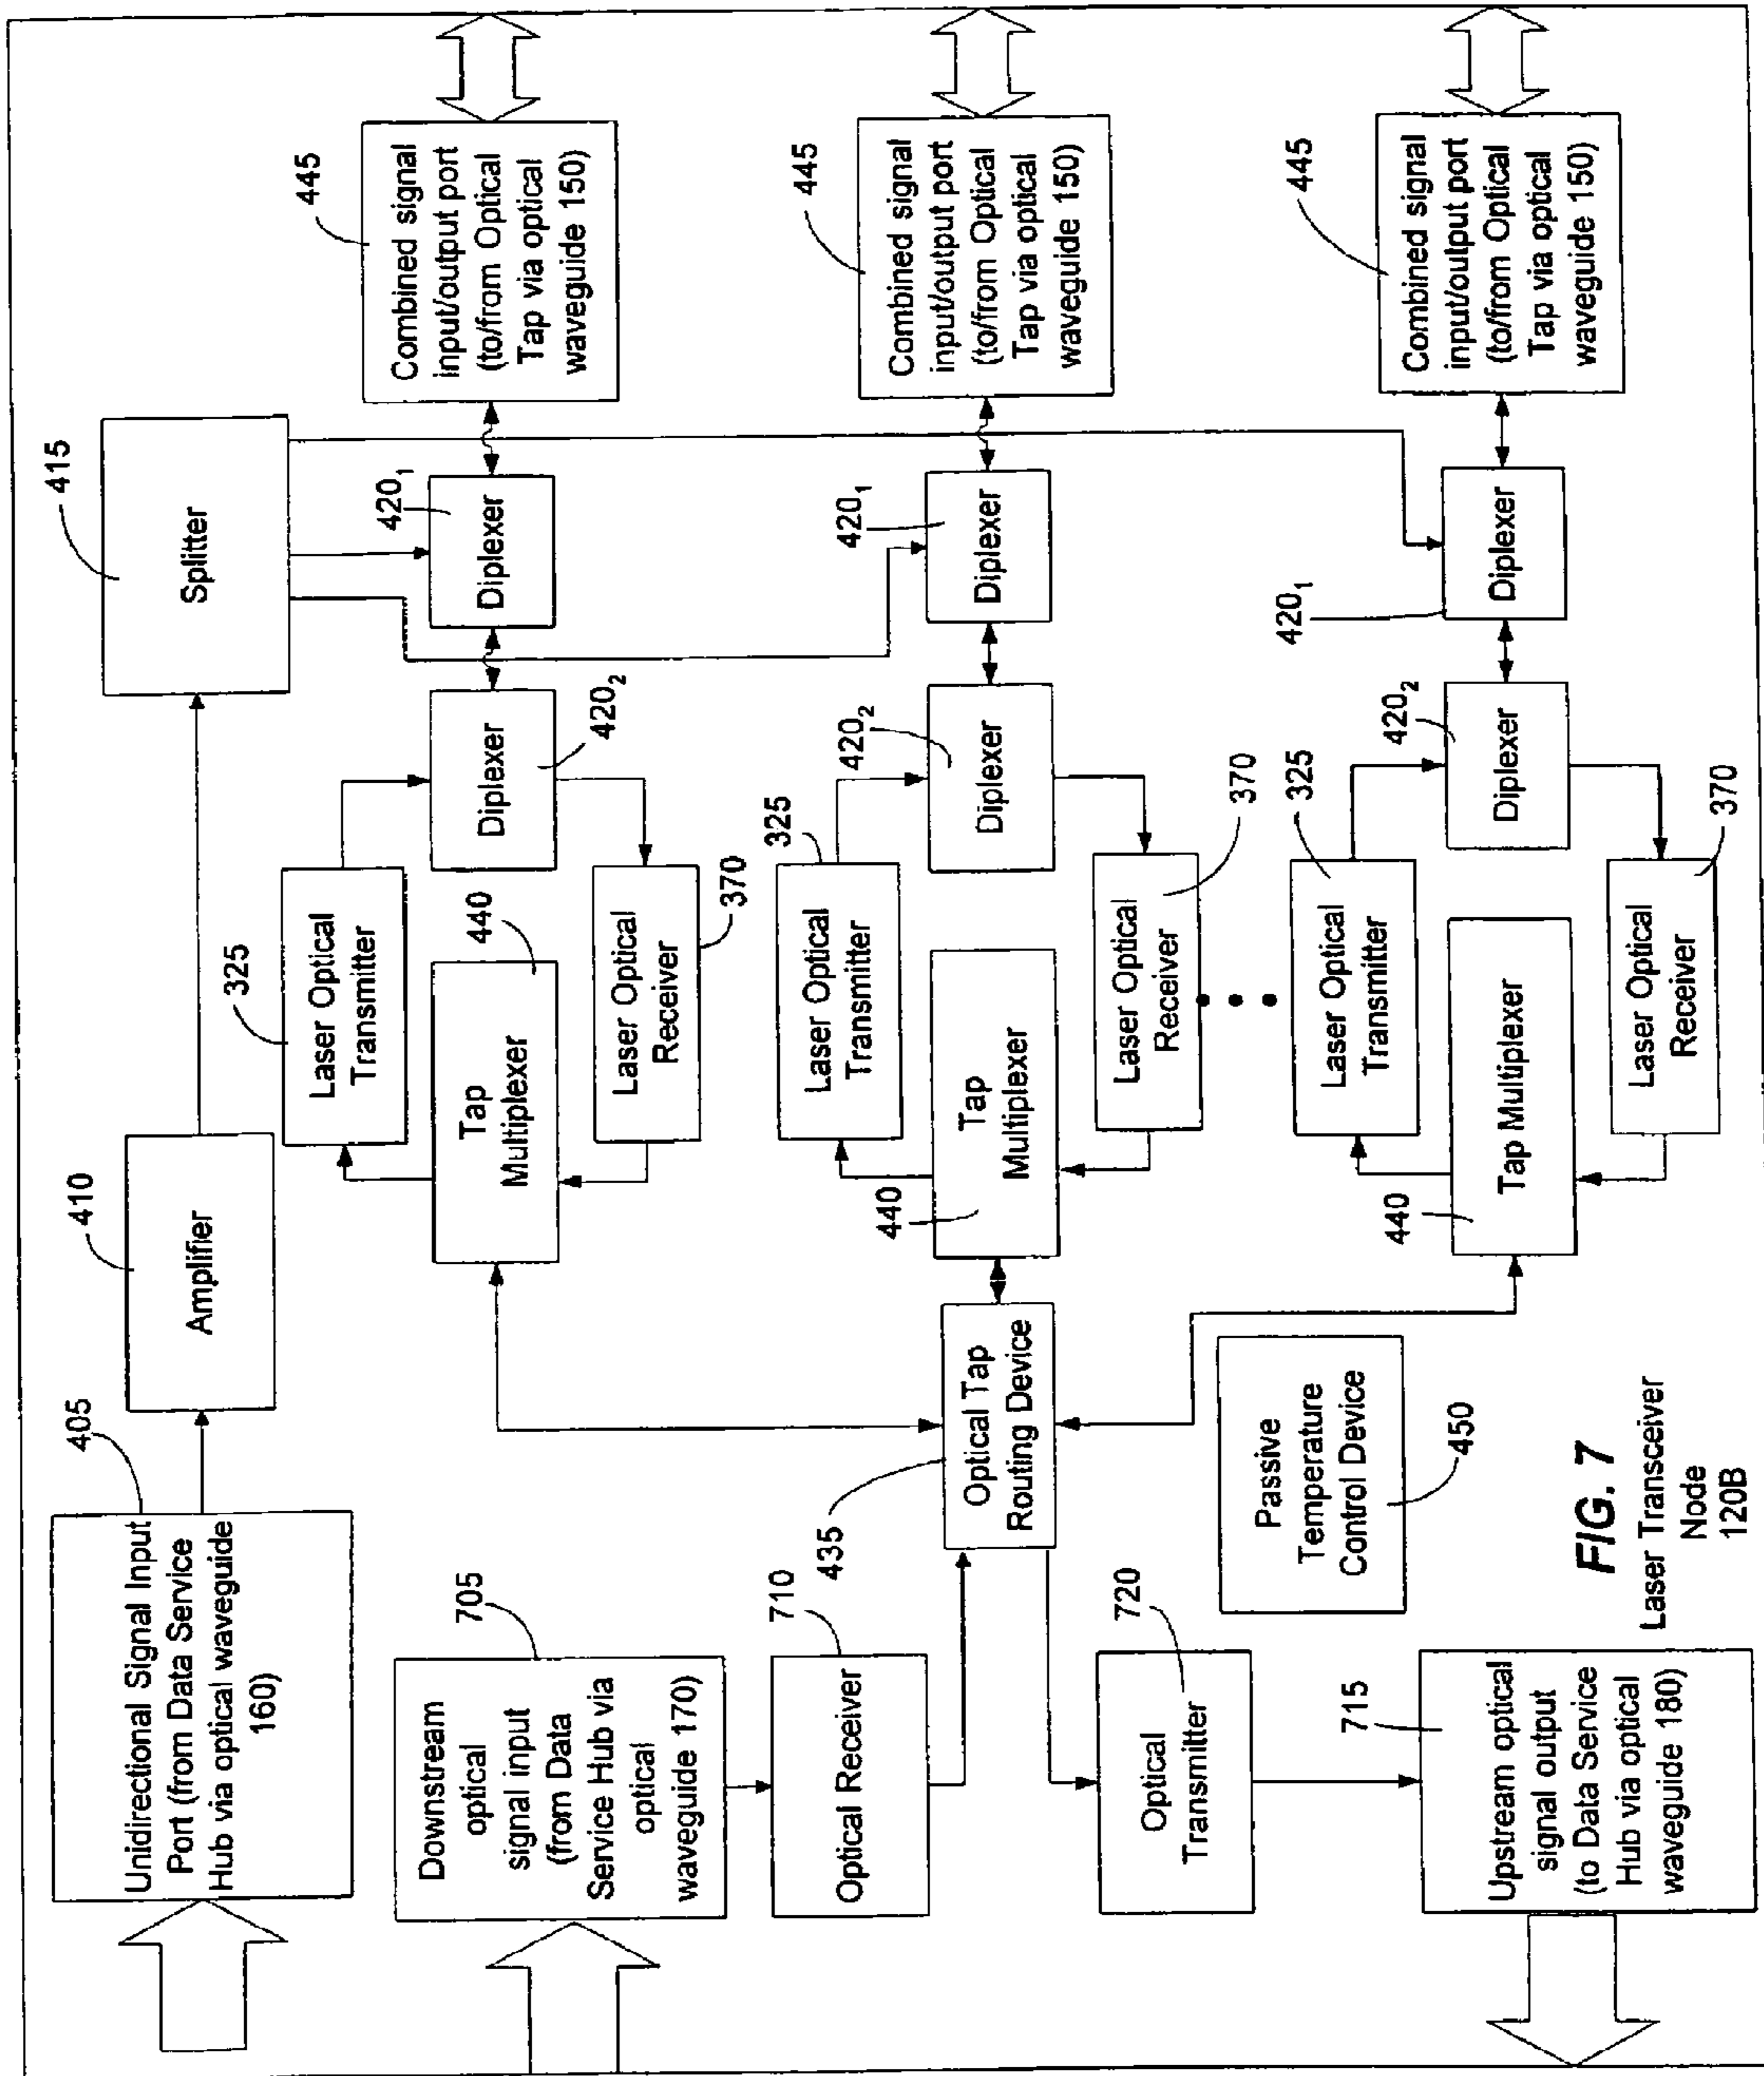 405
Unidirectional Signal Input
Port (from Data Service
Hub via optical waveguide
160)
410
Amplifier
415
Splitter
325
Laser Optical
Transmitter
440
Tap
Multiplexer
Laser Optical
Receiver
370
Diplexer
420₂
420₁
Diplexer
445
Combined signal
input/output port
(to/from Optical
Tap via optical
waveguide 150)
705
Downstream
optical
signal input
(from Data
Service Hub via
optical
waveguide 170)
710
Optical Receiver
435
Optical Tap
Routing Device
440
Tap
Multiplexer
325
Laser Optical
Transmitter
Laser Optical
Receiver
370
420₂
Diplexer
420₁
Diplexer
445
Combined signal
input/output port
(to/from Optical
Tap via optical
waveguide 150)
720
Optical
Transmitter
715
Upstream optical
signal output
(to Data Service
Hub via optical
waveguide 180)
Passive
Temperature
Control Device
450
440
Tap Multiplexer
325
Laser Optical
Transmitter
Laser Optical
Receiver
370
420₂
Diplexer
420₁
Diplexer
445
Combined signal
input/output port
(to/from Optical
Tap via optical
waveguide 150)
FIG. 7
Laser Transceiver
Node
120B